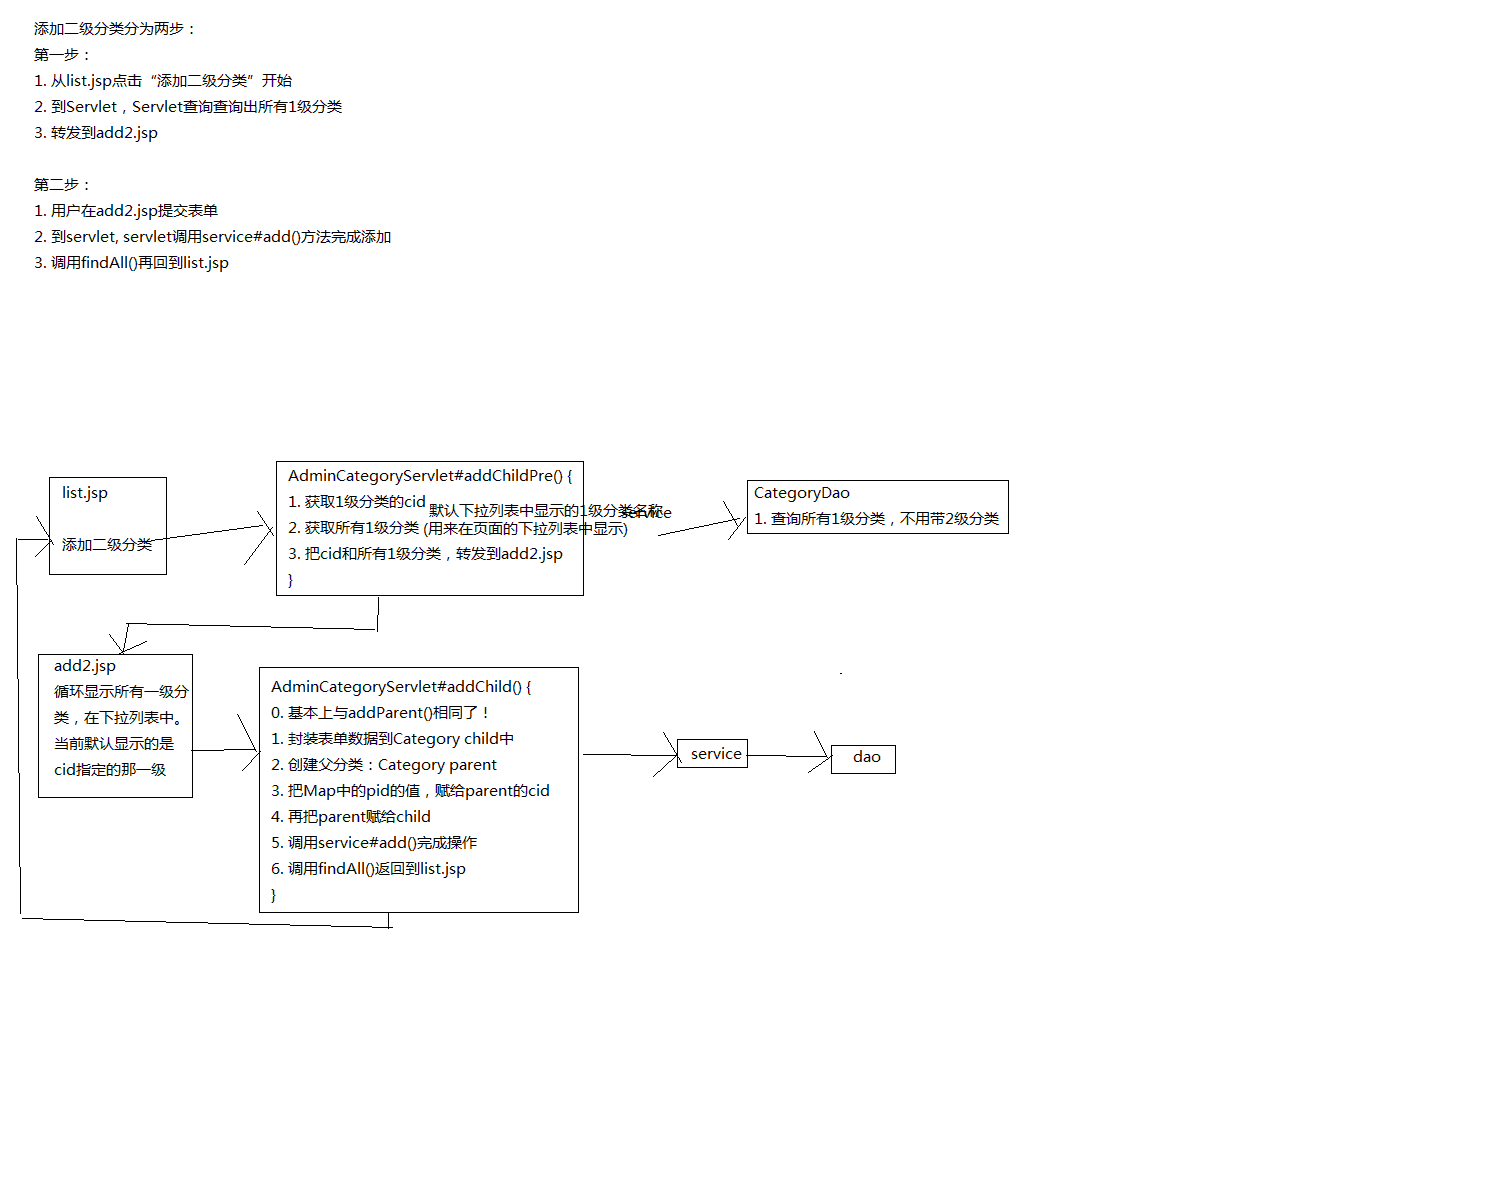 添加二级分类分为两步：
第一步：
1. 从list.jsp点击“添加二级分类”开始
2. 到Servlet，Servlet查询查询出所有1级分类
3. 转发到add2.jsp
第二步：
1. 用户在add2.jsp提交表单
2. 到servlet, servlet调用service#add()方法完成添加
3. 调用findAll()再回到list.jsp
list.jsp
添加二级分类
AdminCategoryServlet#addChildPre() {
1. 获取1级分类的cid
默认下拉列表中显示的1级分类名称
2. 获取所有1级分类 (用来在页面的下拉列表中显示)
3. 把cid和所有1级分类，转发到add2.jsp
}
service
CategoryDao
1. 查询所有1级分类，不用带2级分类
add2.jsp
循环显示所有一级分
类，在下拉列表中。
当前默认显示的是
cid指定的那一级
AdminCategoryServlet#addChild() {
0. 基本上与addParent()相同了！
1. 封装表单数据到Category child中
2. 创建父分类：Category parent
3. 把Map中的pid的值，赋给parent的cid
4. 再把parent赋给child
5. 调用service#add()完成操作
6. 调用findAll()返回到list.jsp
}
service
dao